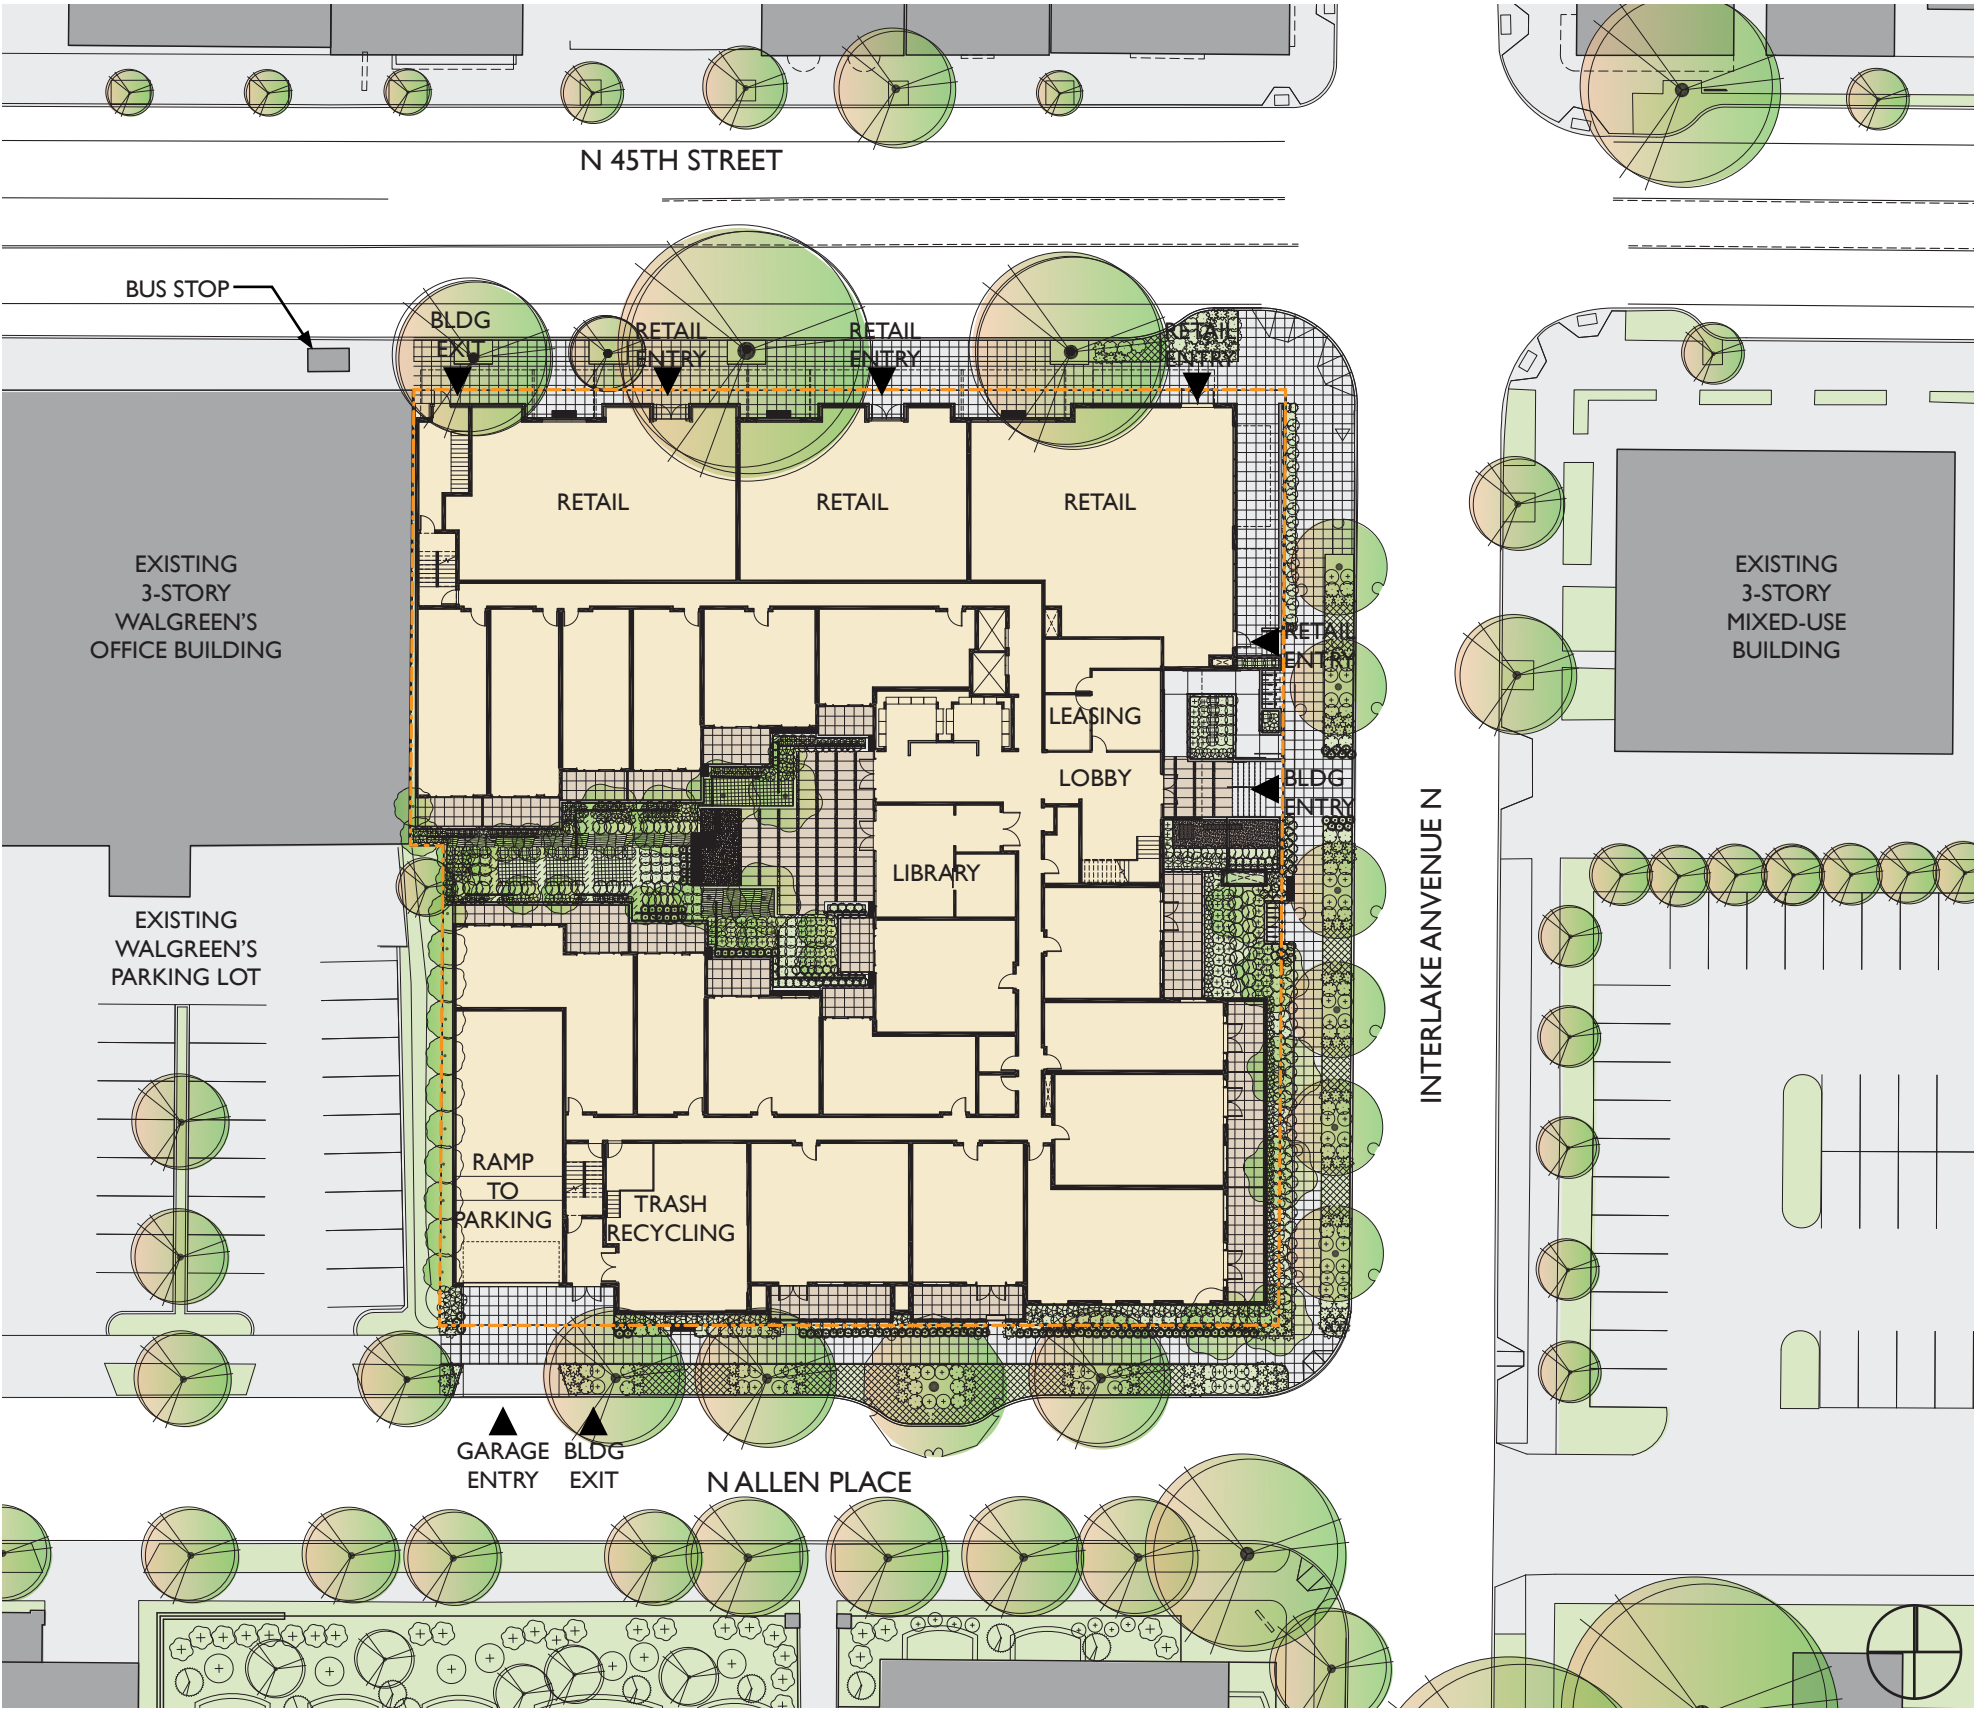 N 45TH STREET
BUS STOP
BLDG
EXIT
RETAIL
ENTRY
RETAIL
ENTRY
RETAIL
ENTRY
RETAIL
RETAIL
RETAIL
EXISTING
3-STORY
WALGREEN'S
OFFICE BUILDING
EXISTING
3-STORY
MIXED-USE
BUILDING
RETAIL
ENTRY
LEASING
LOBBY
BLDG
ENTRY
LIBRARY
EXISTING
WALGREEN'S
PARKING LOT
INTERLAKE ANVENUE N
RAMP
TO
PARKING
TRASH
RECYCLING
GARAGE
ENTRY
BLDG
EXIT
N ALLEN PLACE